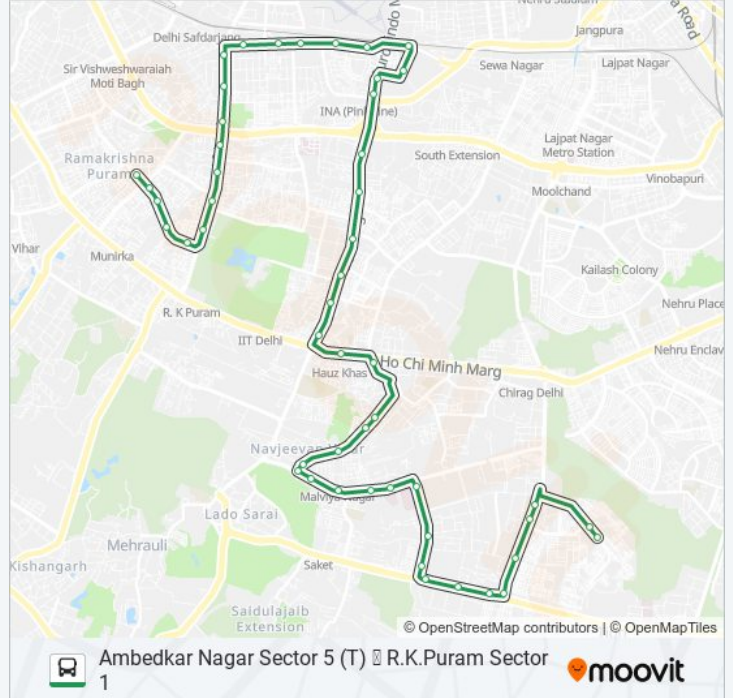 Nehru Stadium
Road
Jangpura
Delhi Safdarjang
Sir Vishweshwaraiah
Moti Bagh
Sewa Nagar
Lajpat Nagar
INA (Pink Line)
Lajpat Nagar
Metro Station
South Extension
Ramakrishna
Puram
Vinobapuri
Moolchand
Vihar
Munirka
Kailash Colony
Nehru Place
R. K Puram
IIT Delhi
Nehru Enclav
Ho Chi Minh Marg
Hauz Khas
Chirag Delhi
Navjeevan Vihar
Malviya Nagar
Lado Sarai
Mehrauli
Kishangarh
Saket
Saidulajaib
Extension
© OpenStreetMap contributors | © OpenMapTiles
Ambedkar Nagar Sector 5 (T) R.K.Puram Sector
1
moovit